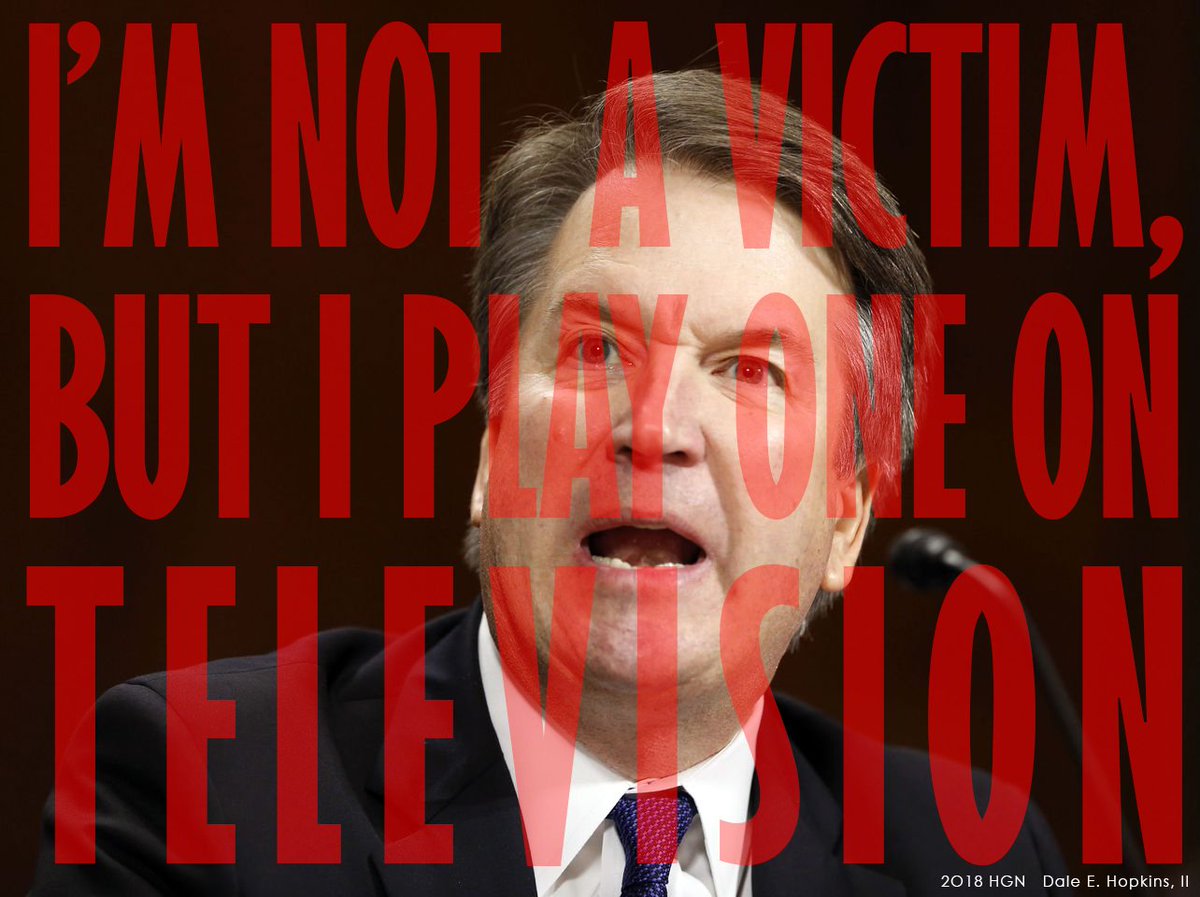 I'M NOT A VICTIM,
BUT I PLAY ONE ON
TELEVISION
2018 HGN Dale E. Hopkins, II